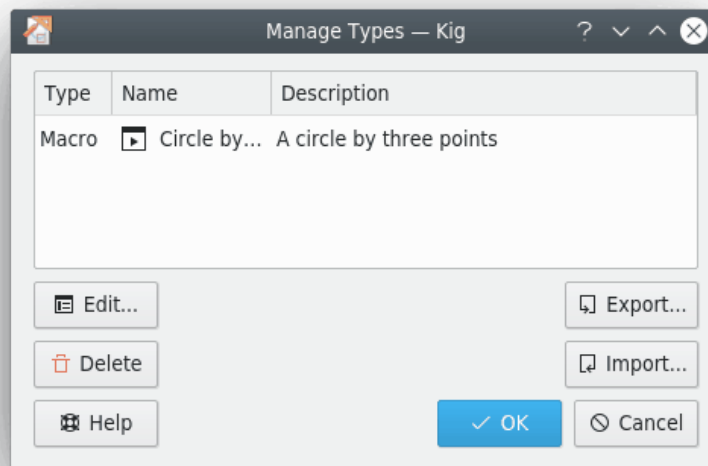 Manage Types — Kig
Type Name Description
Macro Circle by... A circle by three points
Edit... Export...
Delete Import...
Help OK Cancel